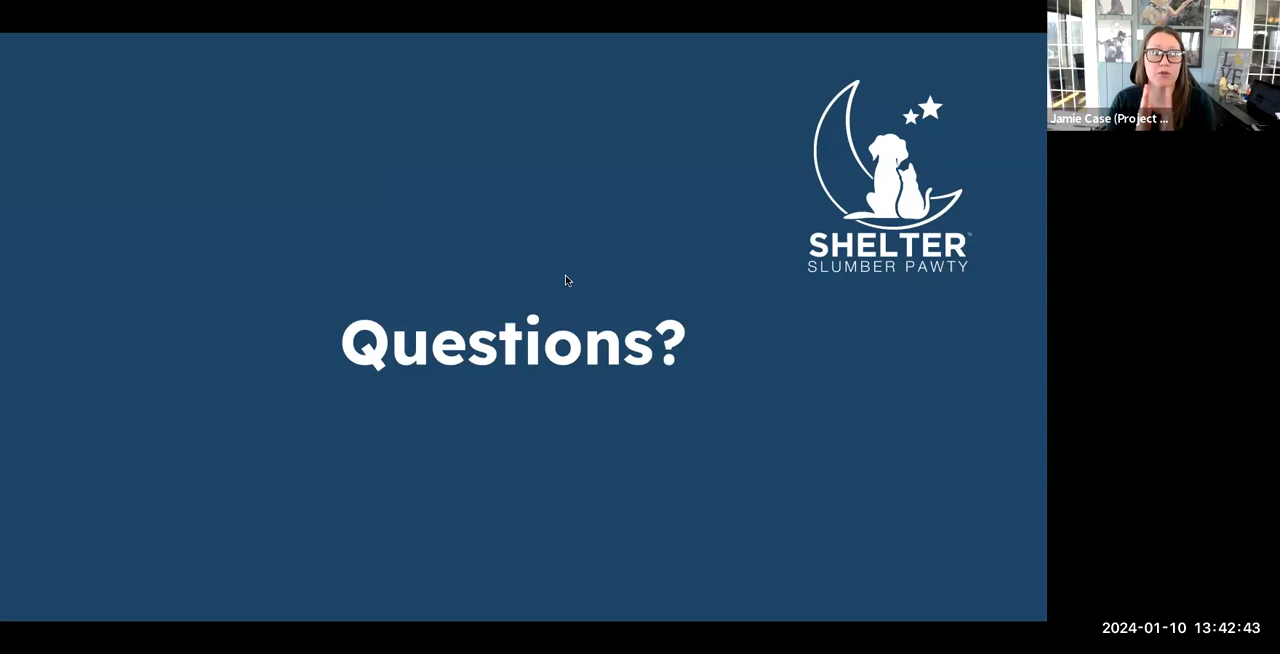 Jamie Case (Project ...
SHELTER
SLUMBER PAWTY
Questions?
2024-01-10 13:42:43